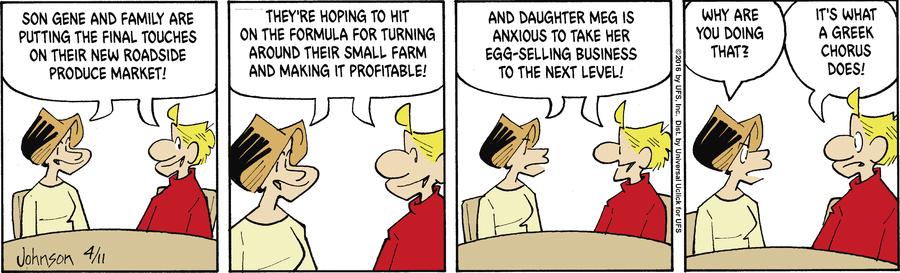 SON GENE AND FAMILY ARE
PUTTING THE FINAL TOUCHES
ON THEIR NEW ROADSIDE
PRODUCE MARKET!
THEY'RE HOPING TO HIT
ON THE FORMULA FOR TURNING
AROUND THEIR SMALL FARM
AND MAKING IT PROFITABLE!
AND DAUGHTER MEG IS
ANXIOUS TO TAKE HER
EGG-SELLING BUSINESS
TO THE NEXT LEVEL!
WHY ARE
YOU DOING
THAT?
IT'S WHAT
A GREEK
CHORUS
DOES!
Johnson 4/11
©2016 by UFS, Inc. Dist. by Universal Uclick for UFS